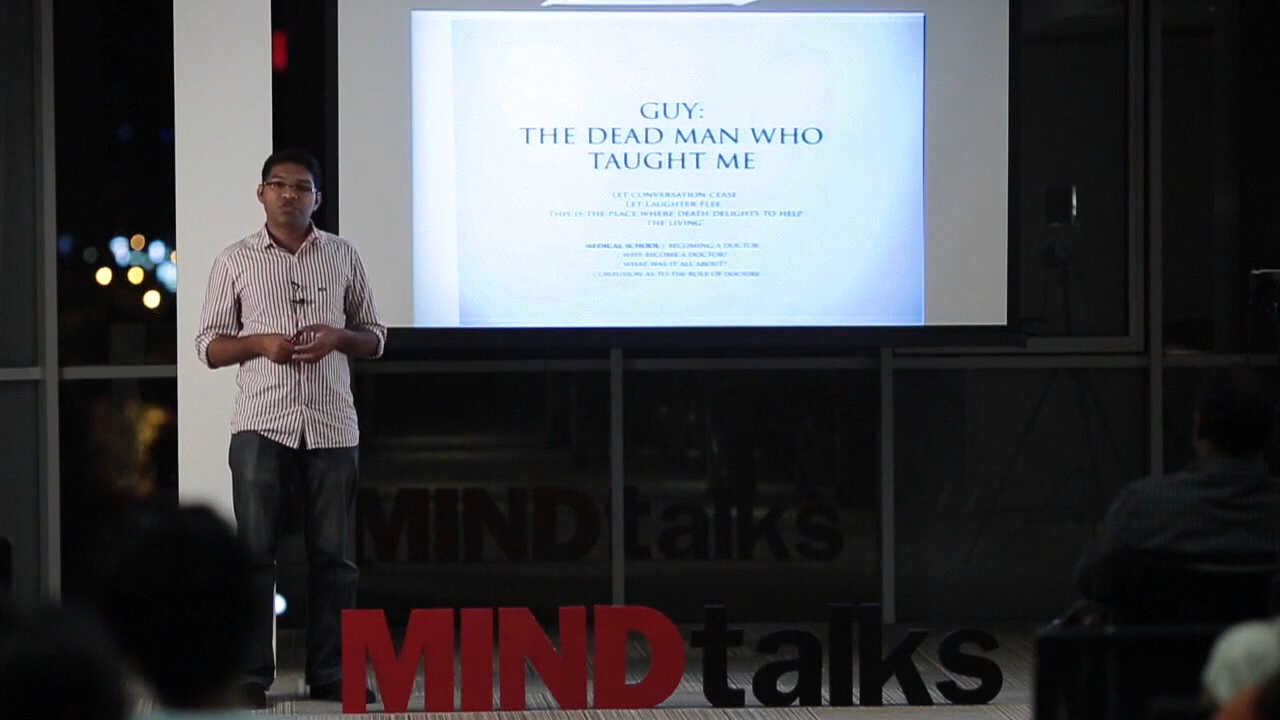 GUY:
THE DEAD MAN WHO
TAUGHT ME
"LET CONVERSATION CEASE
LET LAUGHTER FLEE
THIS IS THE PLACE WHERE DEATH DELIGHTS TO HELP
THE LIVING"
MEDICAL SCHOOL | BECOMING A DOCTOR
WHY BECOME A DOCTOR?
WHAT WAS IT ALL ABOUT?
CONFUSION AS TO THE ROLE OF DOCTORS
MINDtalks
MINDtalks